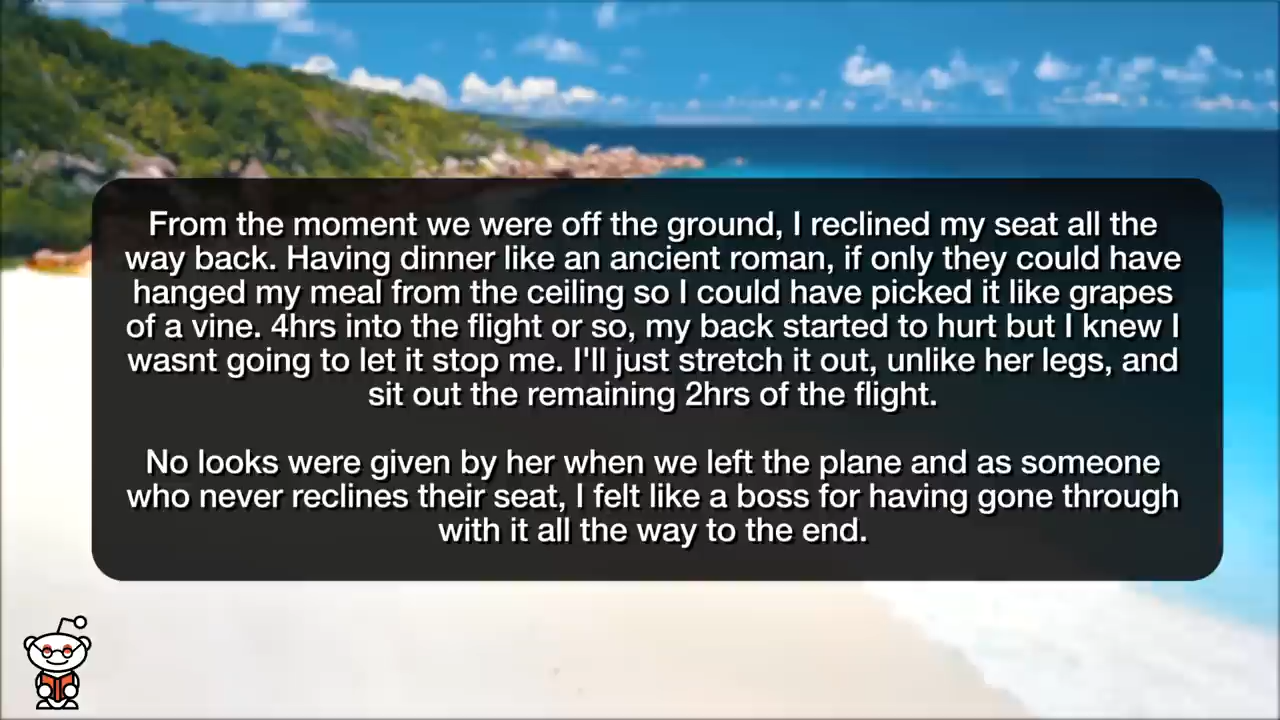 From the moment we were off the ground, I reclined my seat all the
way back. Having dinner like an ancient roman, if only they could have
hanged my meal from the ceiling so I could have picked it like grapes
of a vine. 4hrs into the flight or so, my back started to hurt but I knew I
wasnt going to let it stop me. I'll just stretch it out, unlike her legs, and
sit out the remaining 2hrs of the flight.
No looks were given by her when we left the plane and as someone
who never reclines their seat, I felt like a boss for having gone through
with it all the way to the end.